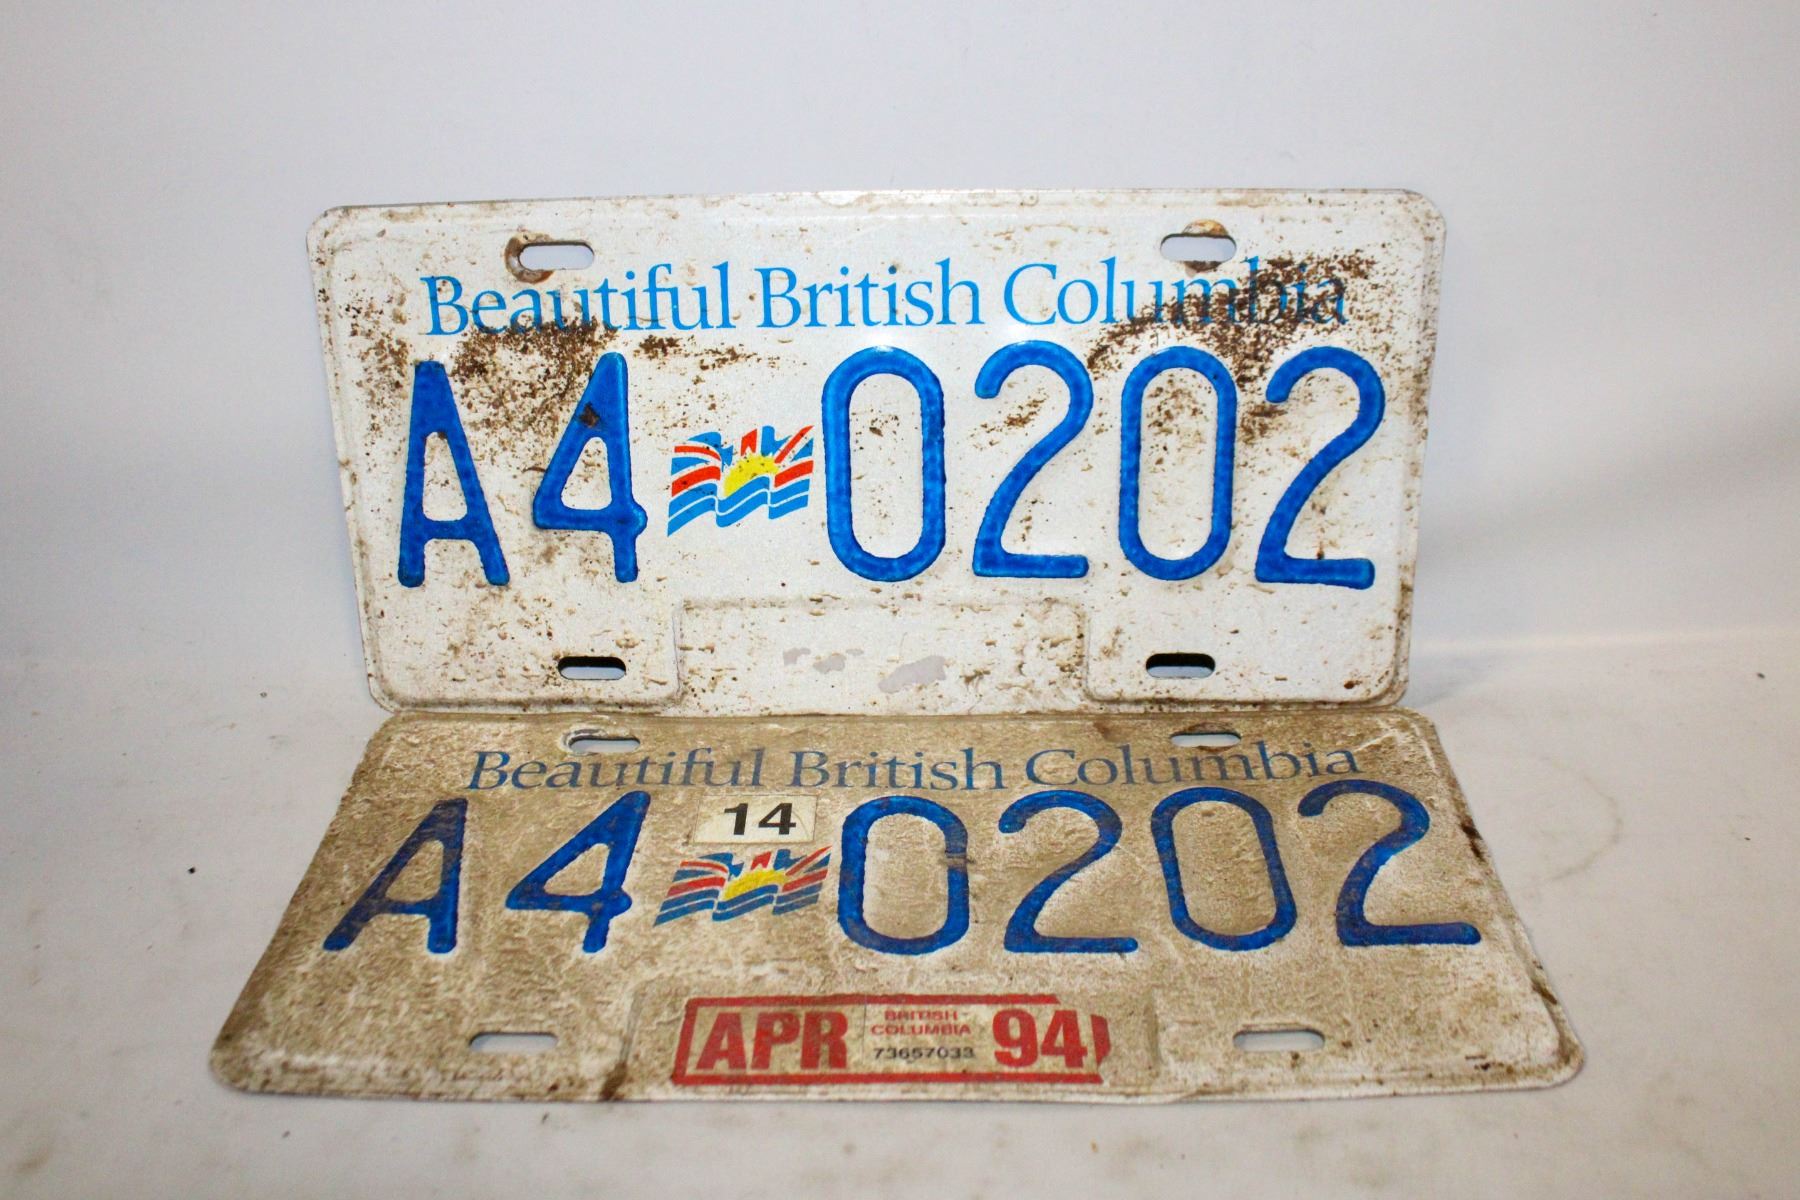 Beautiful British Columbia
A4 0202
Beautiful British Columbia
14
A4 0202
APR BRITISH COLUMBIA 73657033 94